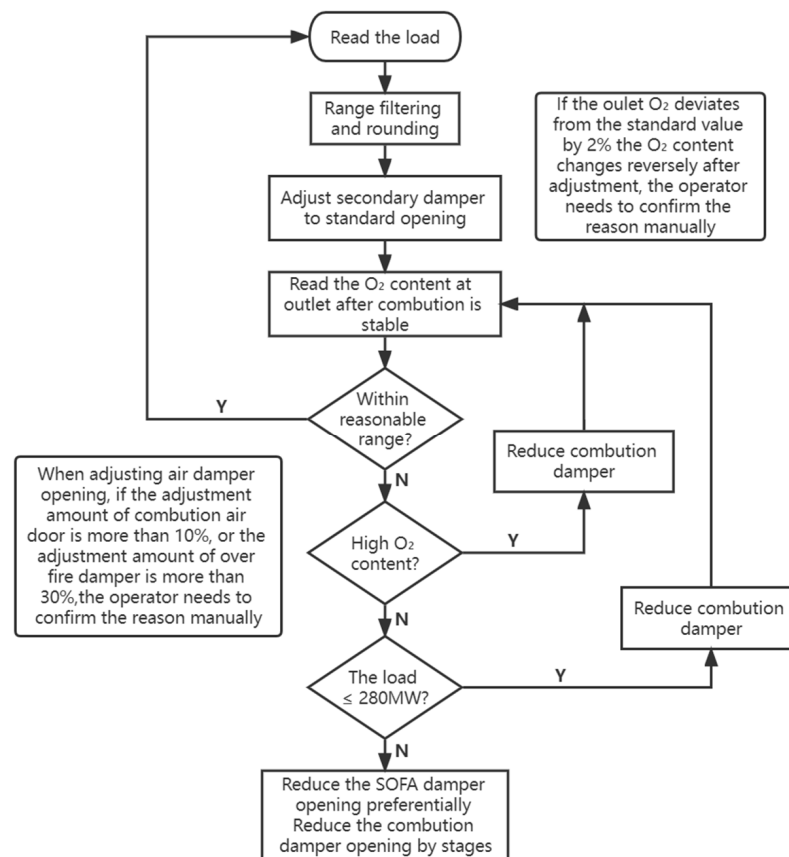 Read the load
Range filtering
and rounding
If the oulet O₂ deviates
from the standard value
by 2% the O₂ content
changes reversely after
adjustment, the operator
needs to confirm the
reason manually
Adjust secondary damper
to standard opening
Read the O₂ content at
outlet after combution is
stable
Within
reasonable
range?
Y
N
Reduce combution
damper
When adjusting air damper
opening, if the adjustment
amount of combution air
door is more than 10%, or the
adjustment amount of over
fire damper is more than
30%,the operator needs to
confirm the reason manually
High O₂
content?
Y
N
Reduce combution
damper
The load
≤ 280MW?
Y
N
Reduce the SOFA damper
opening preferentially
Reduce the combution
damper opening by stages